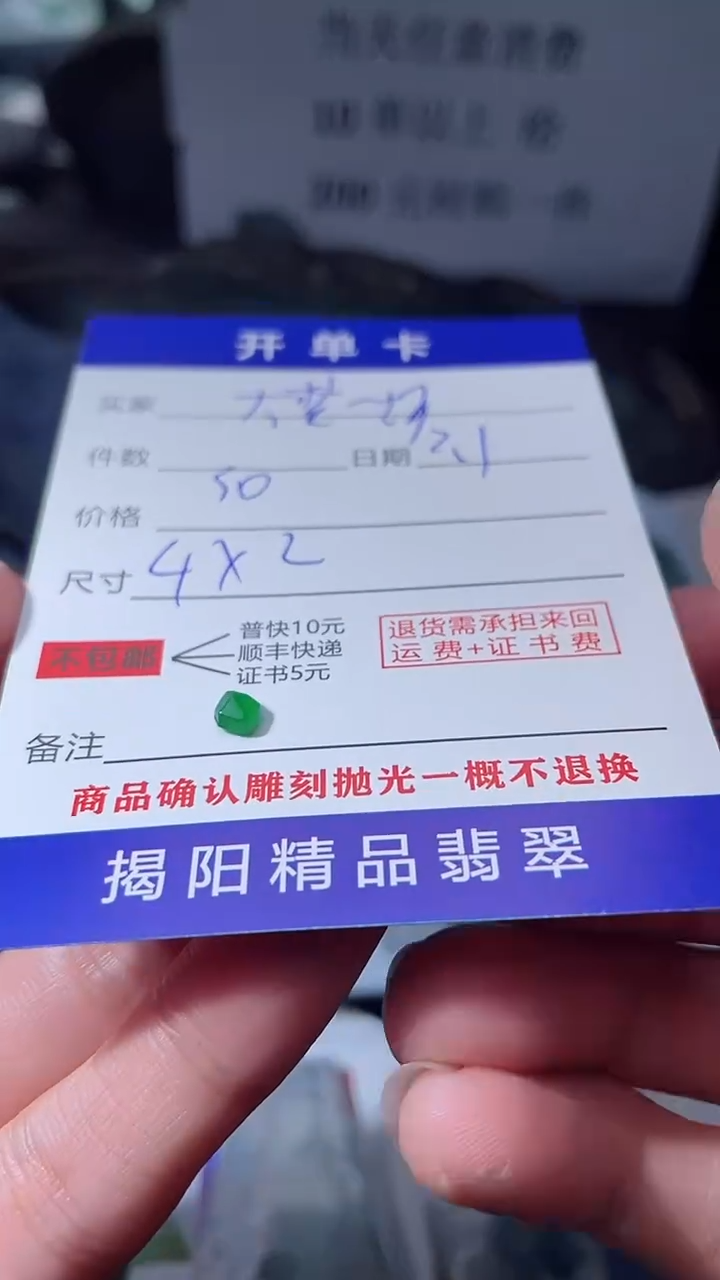 开单卡
买家
件数 日期 2.1
价格 50
尺寸 4X2
不包邮
普快10元
顺丰快递
证书5元
退货需承担来回
运费+证书费
备注
商品确认雕刻抛光一概不退换
揭阳精品翡翠